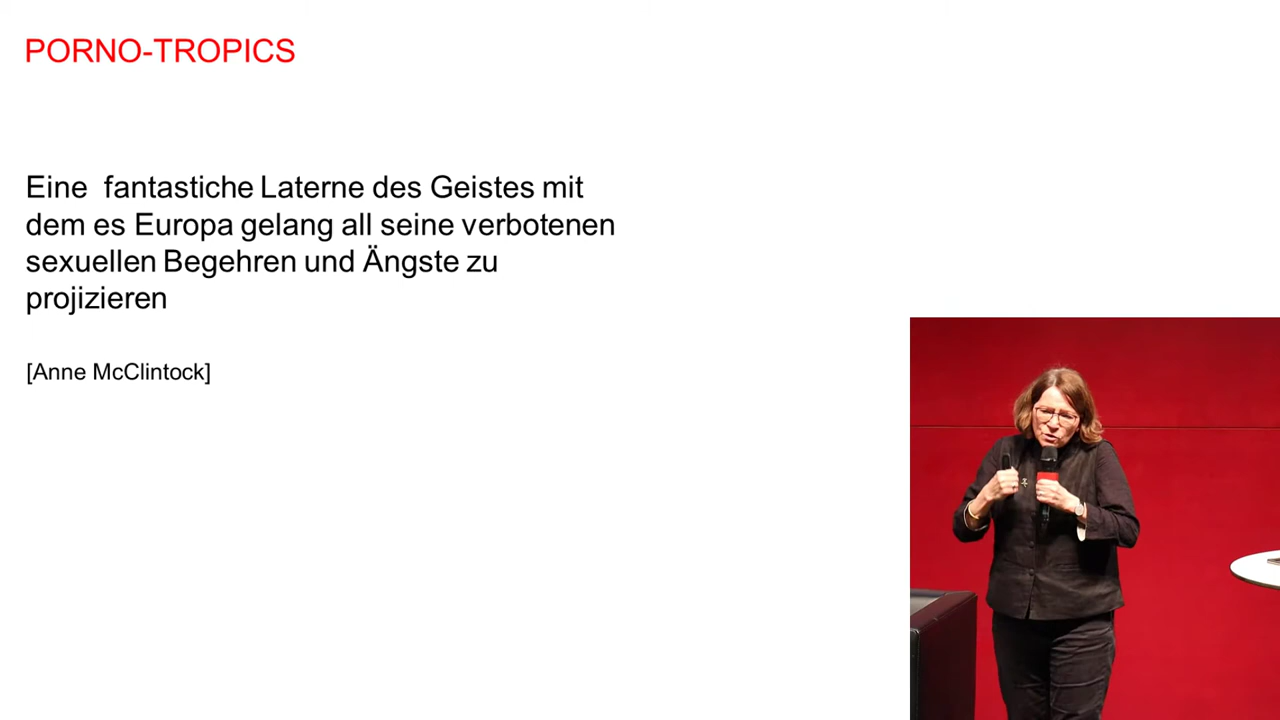 PORNO-TROPICS
Eine  fantastiche Laterne des Geistes mit
dem es Europa gelang all seine verbotenen
sexuellen Begehren und Ängste zu
projizieren
[Anne McClintock]